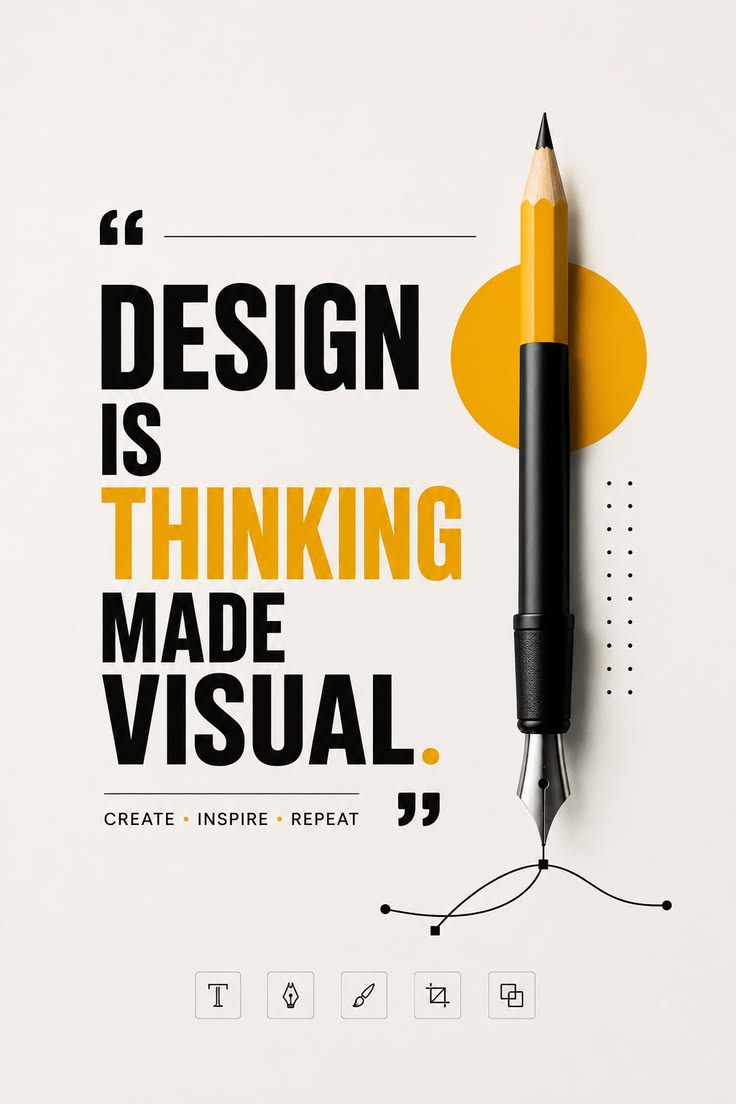 “
DESIGN
IS
THINKING
MADE
VISUAL.
”
CREATE • INSPIRE • REPEAT
T